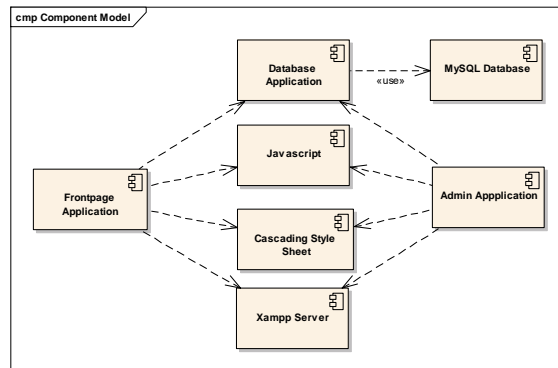 cmp Component Model
Database
Application
MySQL Database
«use»
Javascript
Frontpage
Application
Admin Appplication
Cascading Style
Sheet
Xampp Server